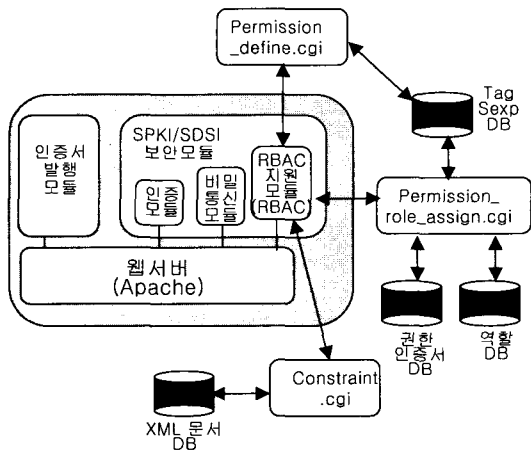 Permission
_define.cgi
Tag
Sexp
DB
인증서
발행
모듈
SPKI/SDSI
보안모듈
인증
모듈
비밀
통신
모듈
RBAC
지원
모듈
(RBAC)
Permission_
role_assign.cgi
웹서버
(Apache)
권한
인증서
DB
역할
DB
Constraint
.cgi
XML 문서
DB